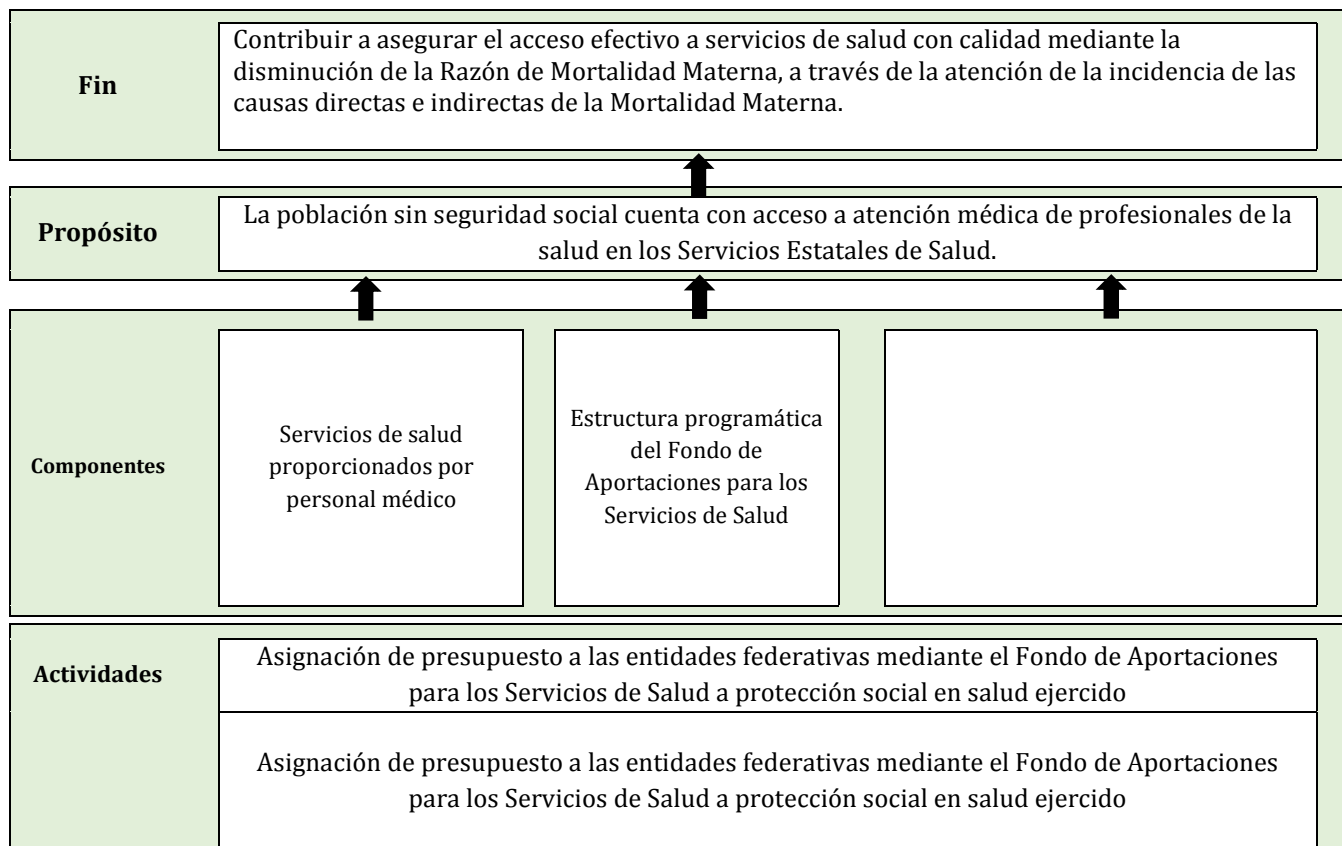 Fin
Contribuir a asegurar el acceso efectivo a servicios de salud con calidad mediante la
disminución de la Razón de Mortalidad Materna, a través de la atención de la incidencia de las
causas directas e indirectas de la Mortalidad Materna.
Propósito
La población sin seguridad social cuenta con acceso a atención médica de profesionales de la
salud en los Servicios Estatales de Salud.
Componentes
Servicios de salud
proporcionados por
personal médico
Estructura programática
del Fondo de
Aportaciones para los
Servicios de Salud
Actividades
Asignación de presupuesto a las entidades federativas mediante el Fondo de Aportaciones
para los Servicios de Salud a protección social en salud ejercido
Asignación de presupuesto a las entidades federativas mediante el Fondo de Aportaciones
para los Servicios de Salud a protección social en salud ejercido